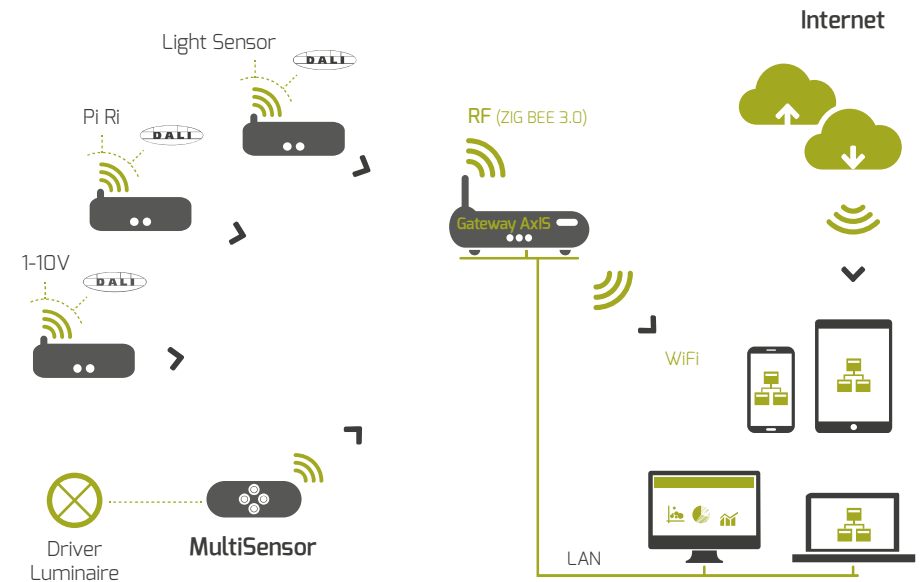 Internet
Light Sensor
DALI
Pi Ri
DALI
RF (ZIG BEE 3.0)
Gateway AxIS
1-10V
DALI
WiFi
MultiSensor
Driver
Luminaire
LAN